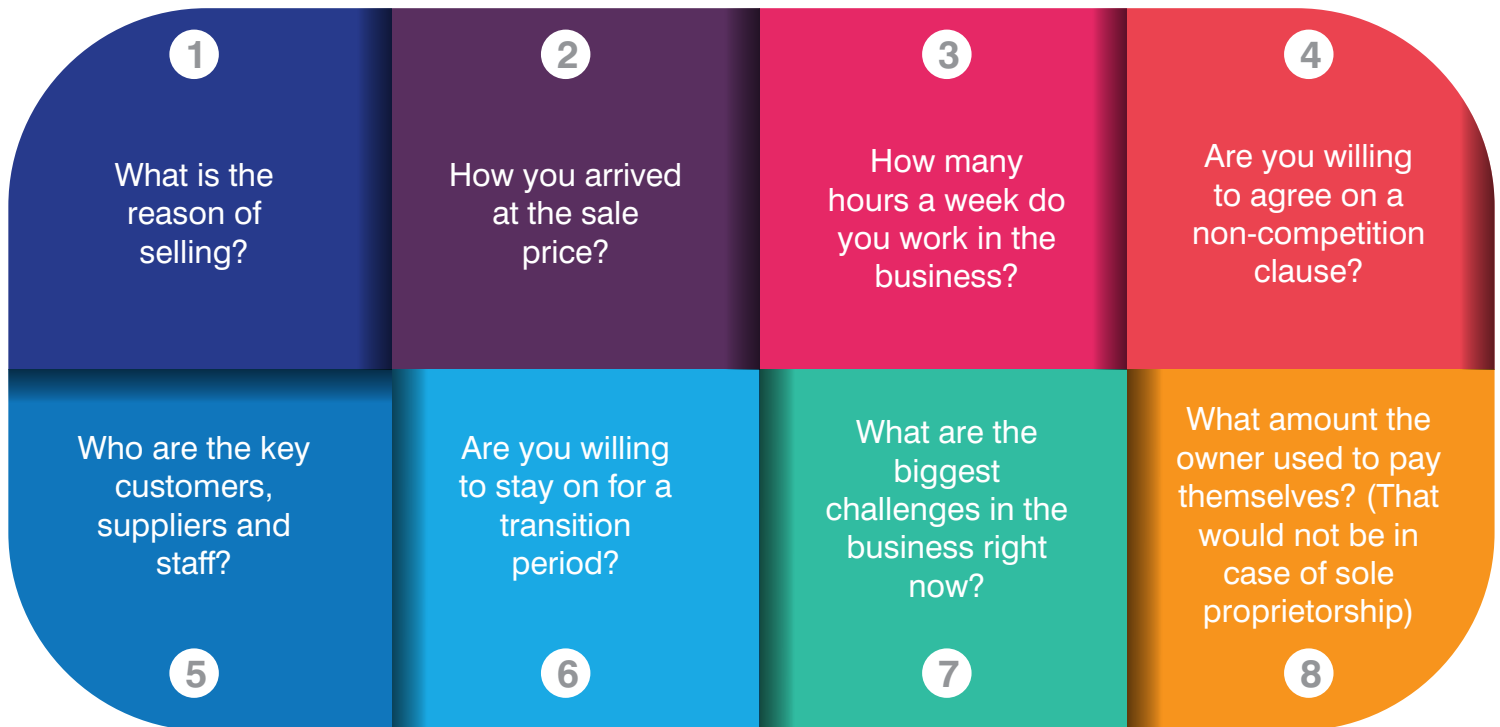 1
What is the
reason of
selling?
2
How you arrived
at the sale
price?
3
How many
hours a week do
you work in the
business?
4
Are you willing
to agree on a
non-competition
clause?
Who are the key
customers,
suppliers and
staff?
5
Are you willing
to stay on for a
transition
period?
6
What are the
biggest
challenges in the
business right
now?
7
What amount the
owner used to pay
themselves? (That
would not be in
case of sole
proprietorship)
8